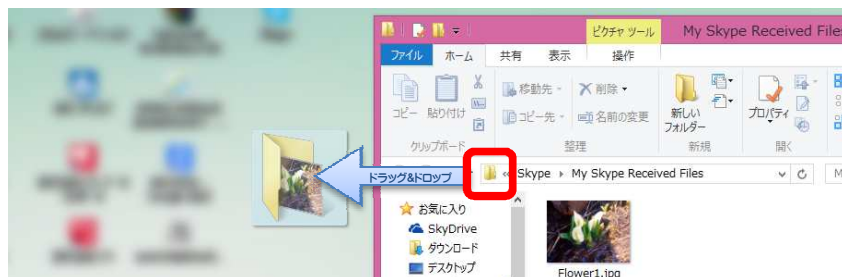 ピクチャ ツール
My Skype Received Files
ファイル
ホーム
共有
表示
操作
コピー
貼り付け
移動先
コピー先
削除
名前の変更
新しい
フォルダー
プロパティ
クリップボード
整理
新規
開く
ドラッグ&ドロップ
« Skype
My Skype Received Files
お気に入り
SkyDrive
ダウンロード
デスクトップ
Flower1.jpg